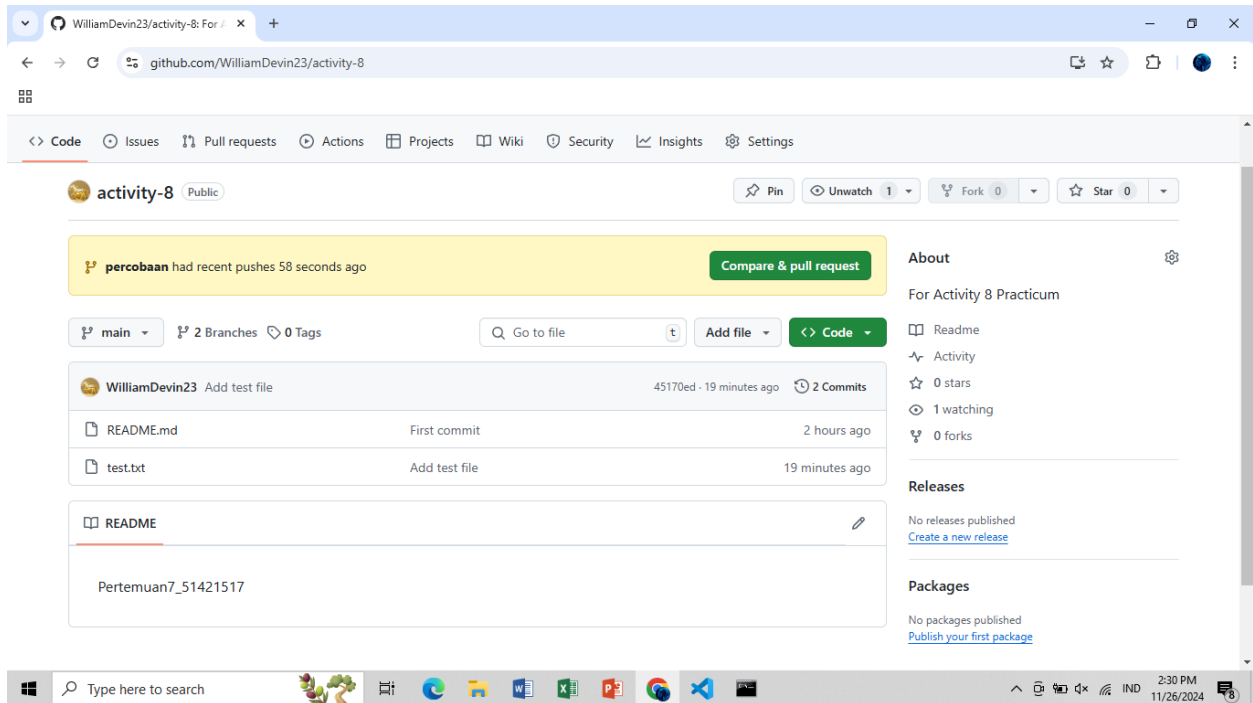 WilliamDevin23/activity-8: For A
github.com/WilliamDevin23/activity-8
Code Issues Pull requests Actions Projects Wiki Security Insights Settings
activity-8 Public Pin Unwatch 1 Fork 0 Star 0
percobaan had recent pushes 58 seconds ago Compare & pull request
main 2 Branches 0 Tags Go to file t Add file Code
WilliamDevin23 Add test file 45170ed · 19 minutes ago 2 Commits
README.md First commit 2 hours ago
test.txt Add test file 19 minutes ago
README
Pertemuan7_51421517
About
For Activity 8 Practicum
Readme
Activity
0 stars
1 watching
0 forks
Releases
No releases published
Create a new release
Packages
No packages published
Publish your first package
Type here to search IND 2:30 PM
11/26/2024 8